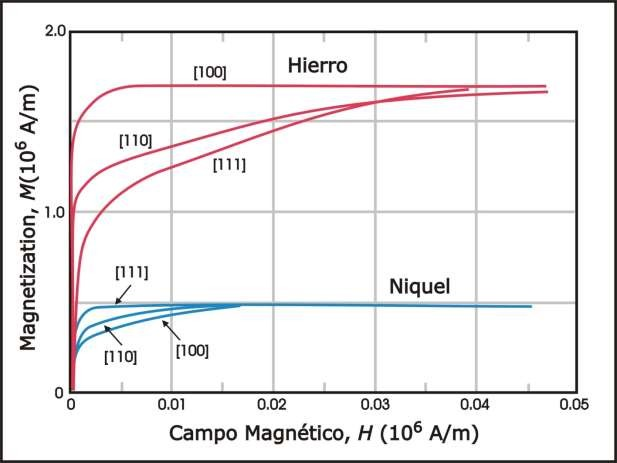 Magnetization, M(10⁶ A/m)
2.0
1.0
0
Hierro
[100]
[110]
[111]
Niquel
[111]
[110]
[100]
0 0.01 0.02 0.03 0.04 0.05
Campo Magnético, H (10⁶ A/m)